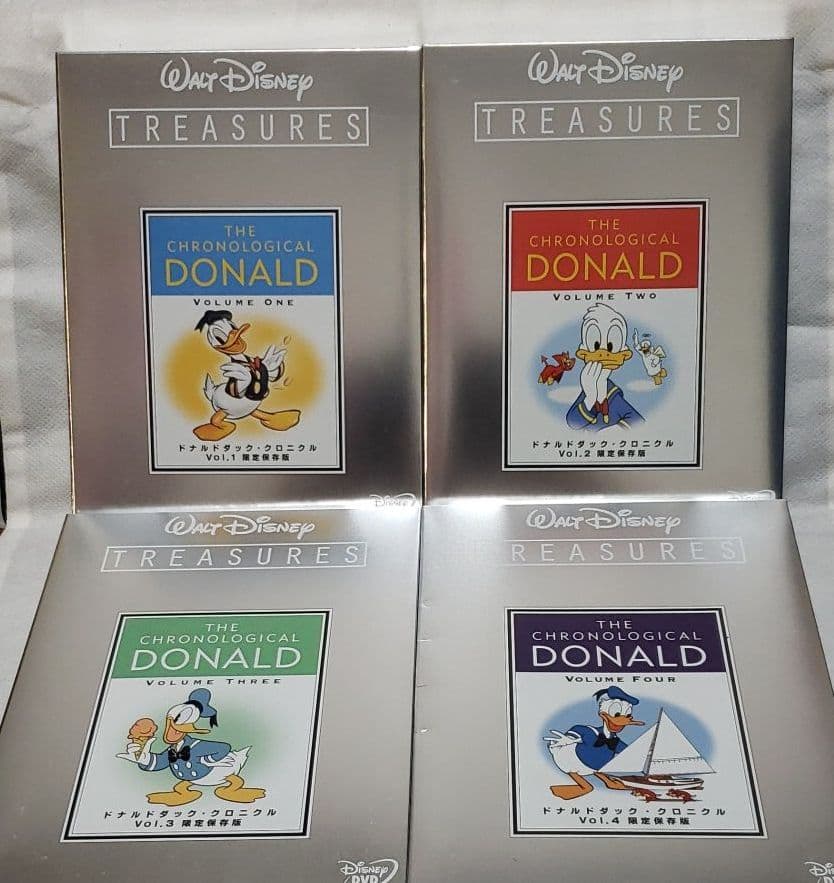 WALT DISNEY
TREASURES
THE
CHRONOLOGICAL
DONALD
VOLUME ONE
ドナルドダック・クロニクル
Vol.1 限定保存版
DISNEY
WALT DISNEY
TREASURES
THE
CHRONOLOGICAL
DONALD
VOLUME TWO
ドナルドダック・クロニクル
Vol.2 限定保存版
WALT DISNEY
TREASURES
THE
CHRONOLOGICAL
DONALD
VOLUME THREE
ドナルドダック・クロニクル
Vol.3 限定保存版
DISNEY
DVD
WALT DISNEY
REASURES
THE
CHRONOLOGICAL
DONALD
VOLUME FOUR
ドナルドダック・クロニクル
Vol.4 限定保存版